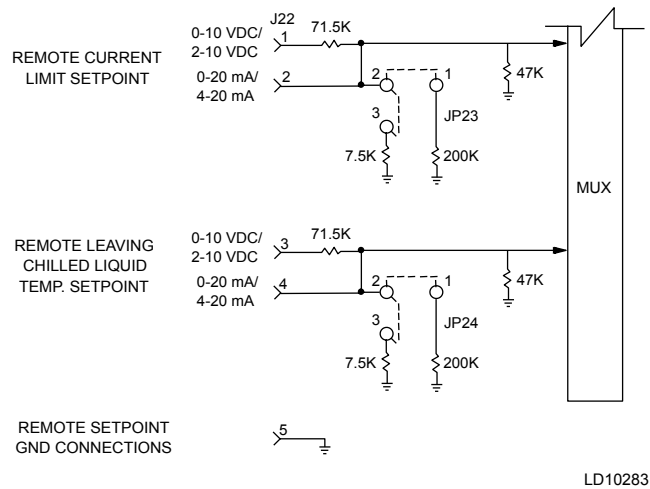 J22
0-10 VDC/
2-10 VDC
1
71.5K
REMOTE CURRENT
LIMIT SETPOINT
0-20 mA/
4-20 mA
2
2
1
47K
3
JP23
7.5K
200K
MUX
REMOTE LEAVING
CHILLED LIQUID
TEMP. SETPOINT
0-10 VDC/
2-10 VDC
3
71.5K
0-20 mA/
4-20 mA
4
2
1
47K
3
JP24
7.5K
200K
REMOTE SETPOINT
GND CONNECTIONS
5
LD10283